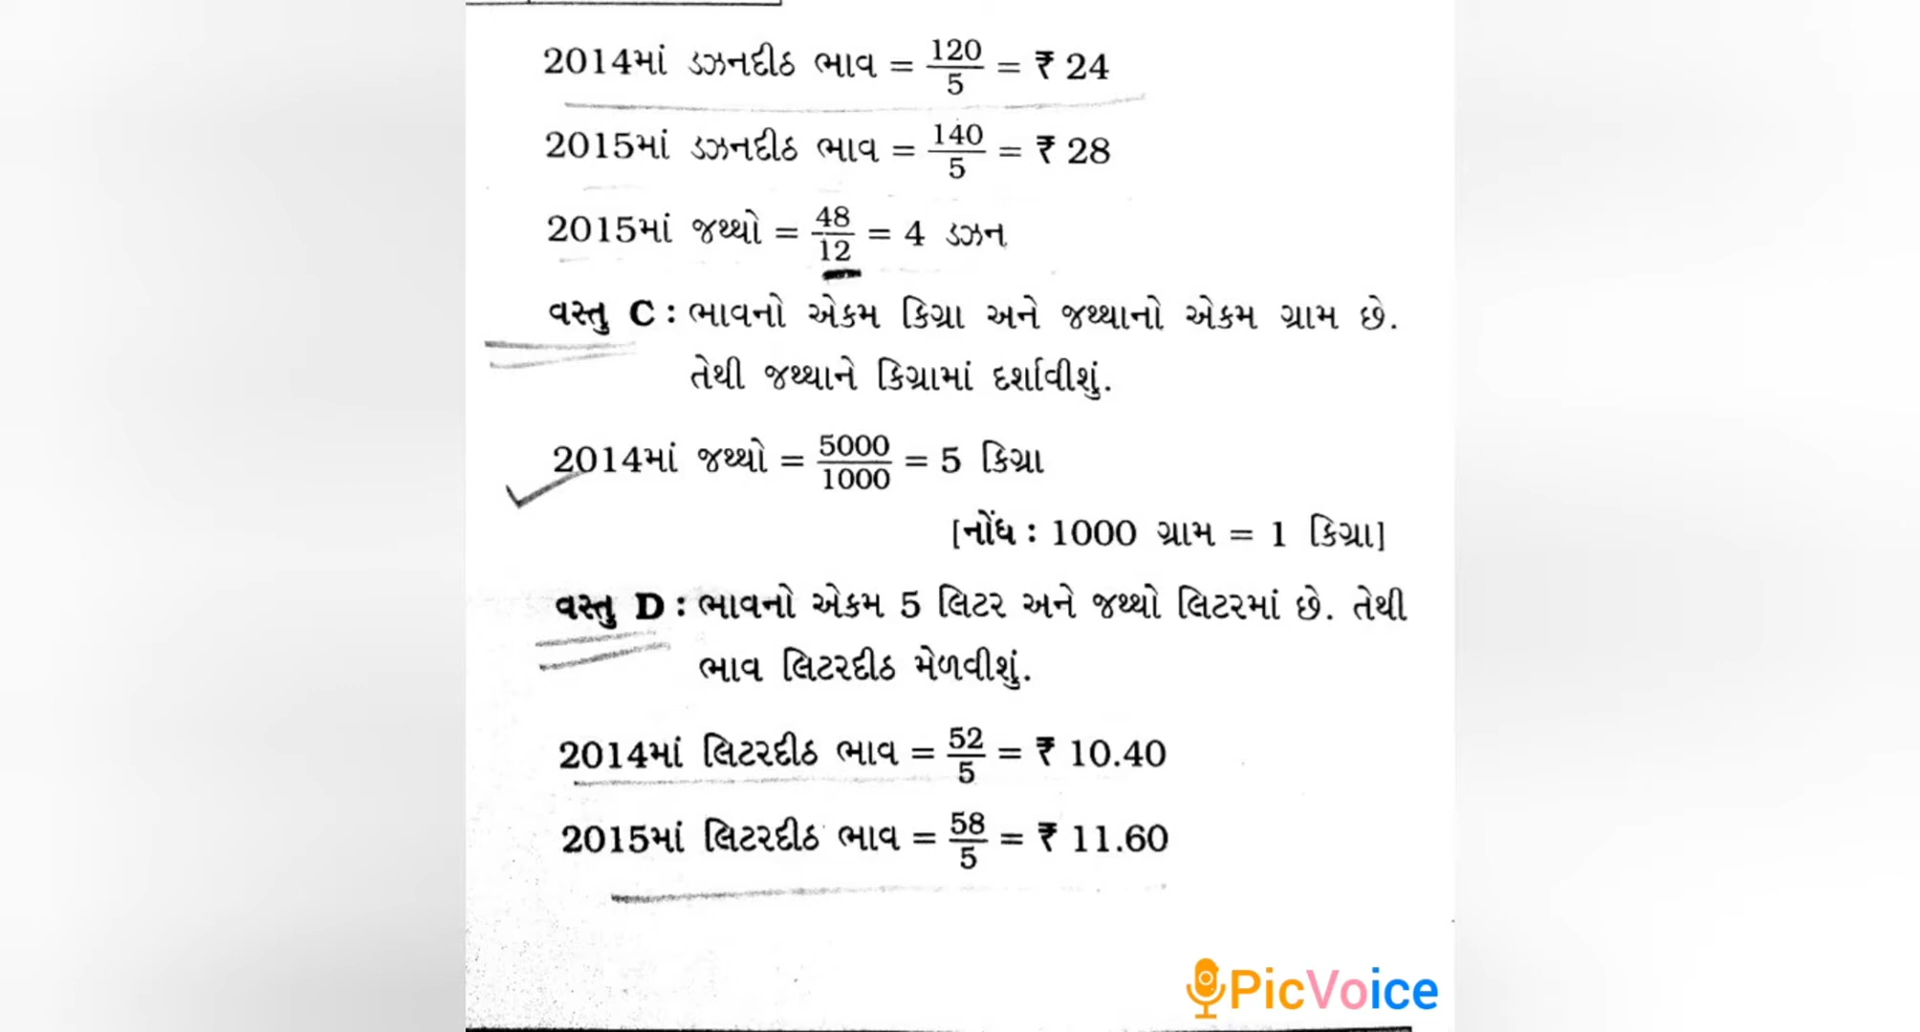 2014માં ડઝનદીઠ ભાવ = 120/5 = ₹ 24
2015માં ડઝનદીઠ ભાવ = 140/5 = ₹ 28
2015માં જથ્થો = 48/12 = 4 ડઝન
વસ્તુ C : ભાવનો એકમ કિગ્રા અને જથ્થાનો એકમ ગ્રામ છે.
તેથી જથ્થાને કિગ્રામાં દર્શાવીશું.
2014માં જથ્થો = 5000/1000 = 5 કિગ્રા
[નોંધ : 1000 ગ્રામ = 1 કિગ્રા]
વસ્તુ D : ભાવનો એકમ 5 લિટર અને જથ્થો લિટરમાં છે. તેથી
ભાવ લિટરદીઠ મેળવીશું.
2014માં લિટરદીઠ ભાવ = 52/5 = ₹ 10.40
2015માં લિટરદીઠ ભાવ = 58/5 = ₹ 11.60
PicVoice